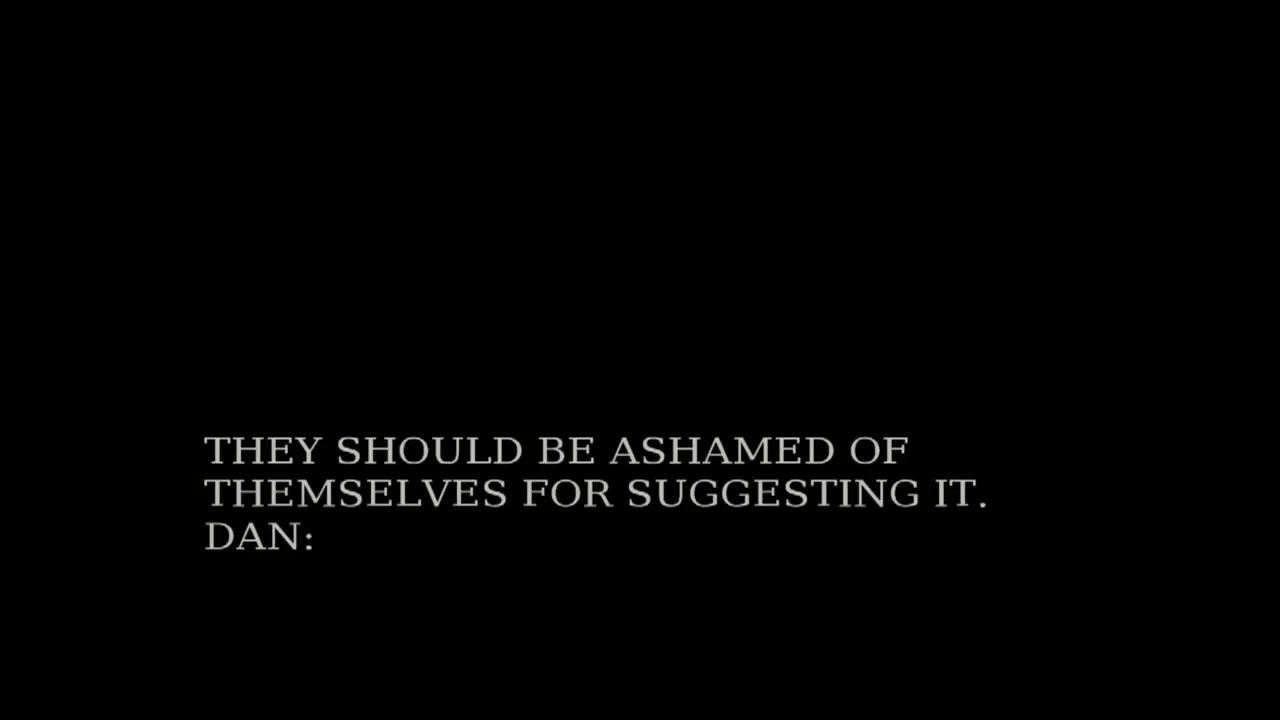 THEY SHOULD BE ASHAMED OF
THEMSELVES FOR SUGGESTING IT.
DAN: